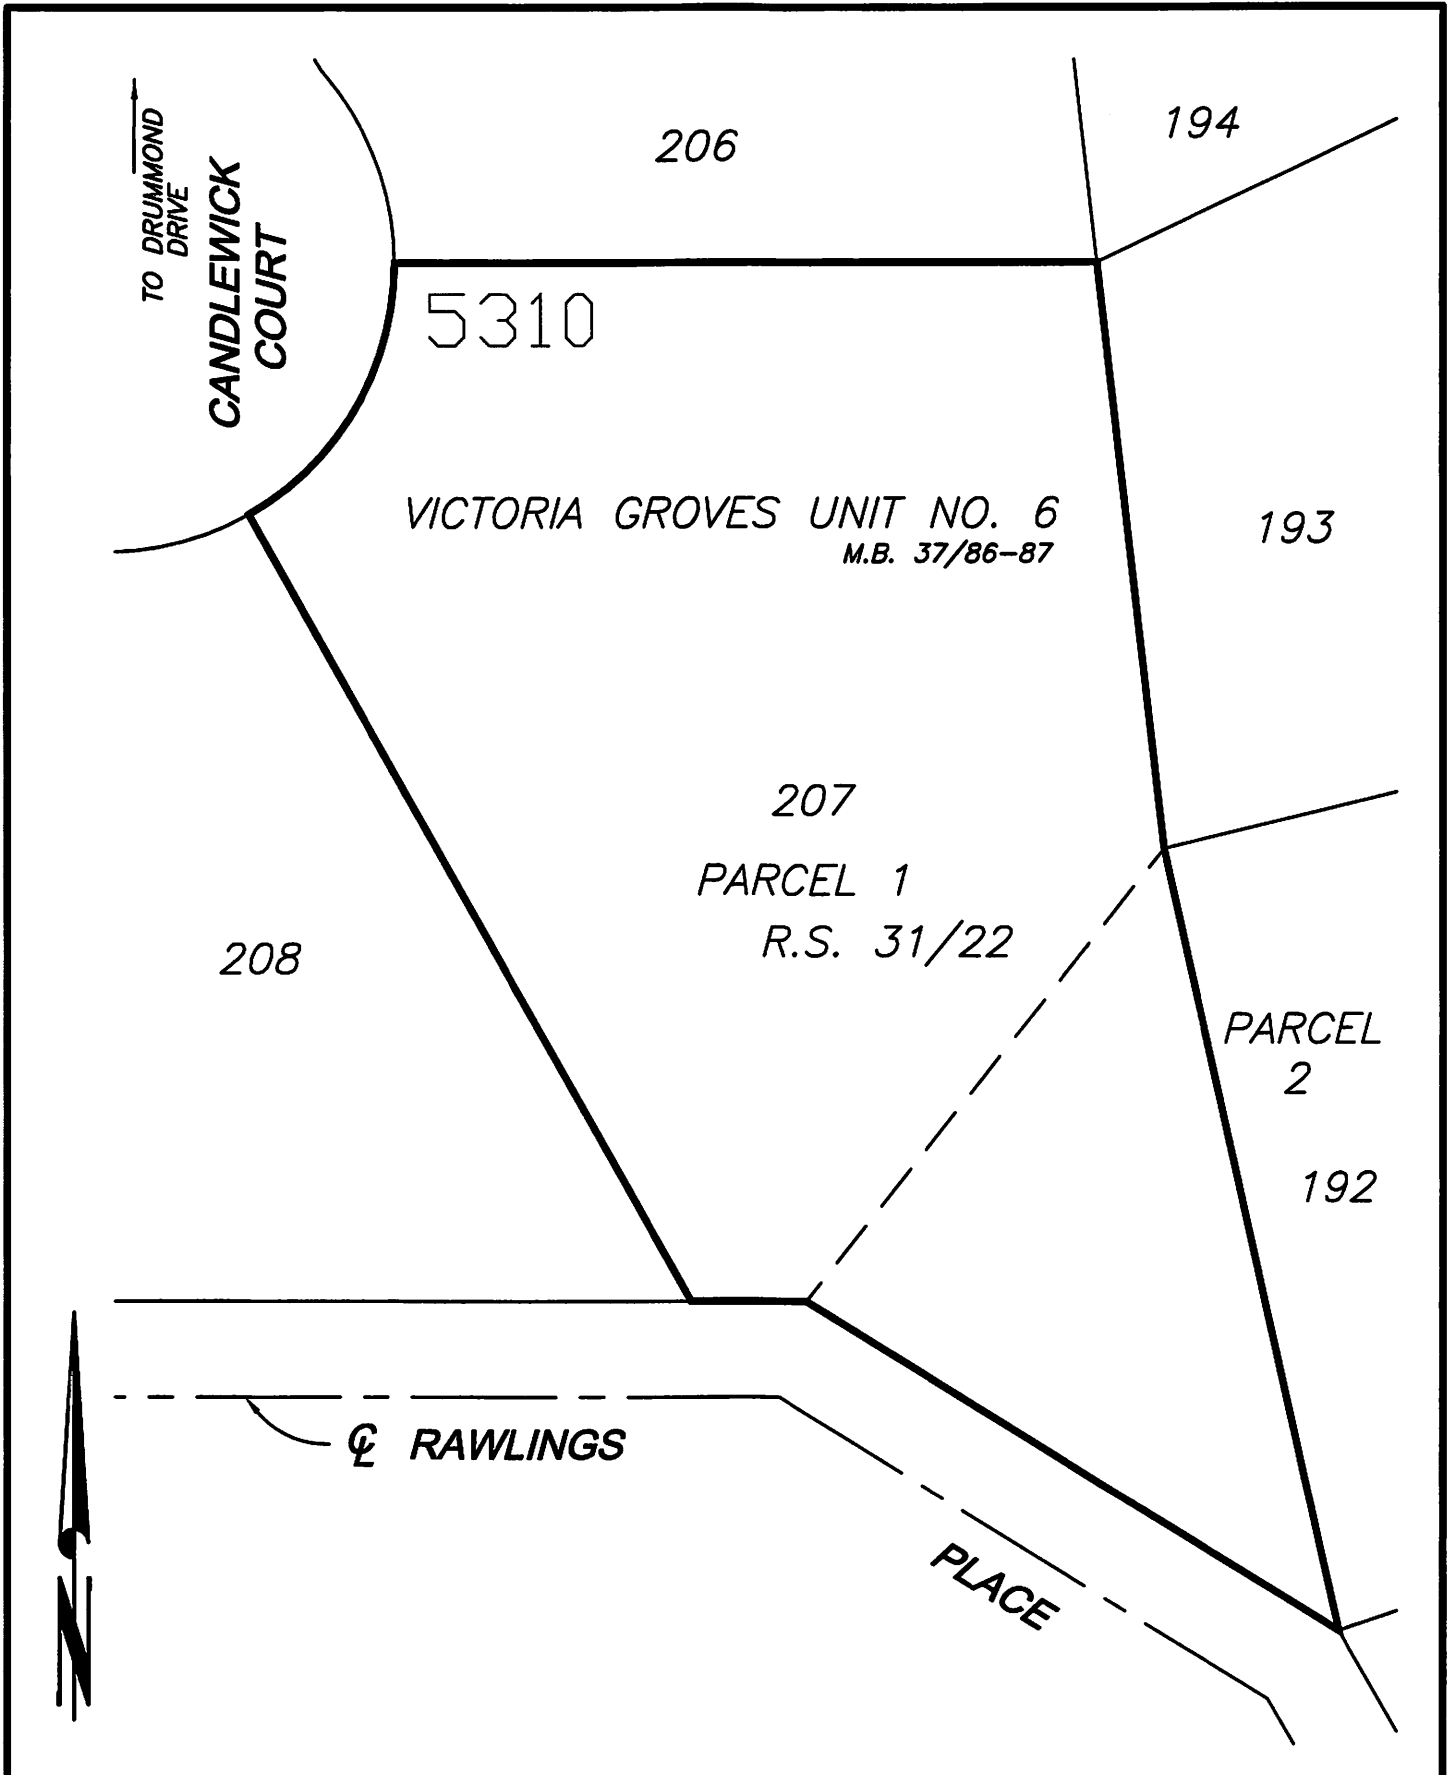 206
194
TO DRUMMOND
DRIVE
CANDLEWICK
COURT
5310
VICTORIA GROVES UNIT NO. 6
M.B. 37/86-87
193
207
PARCEL 1
R.S. 31/22
208
PARCEL
2
192
℄ RAWLINGS
PLACE
N